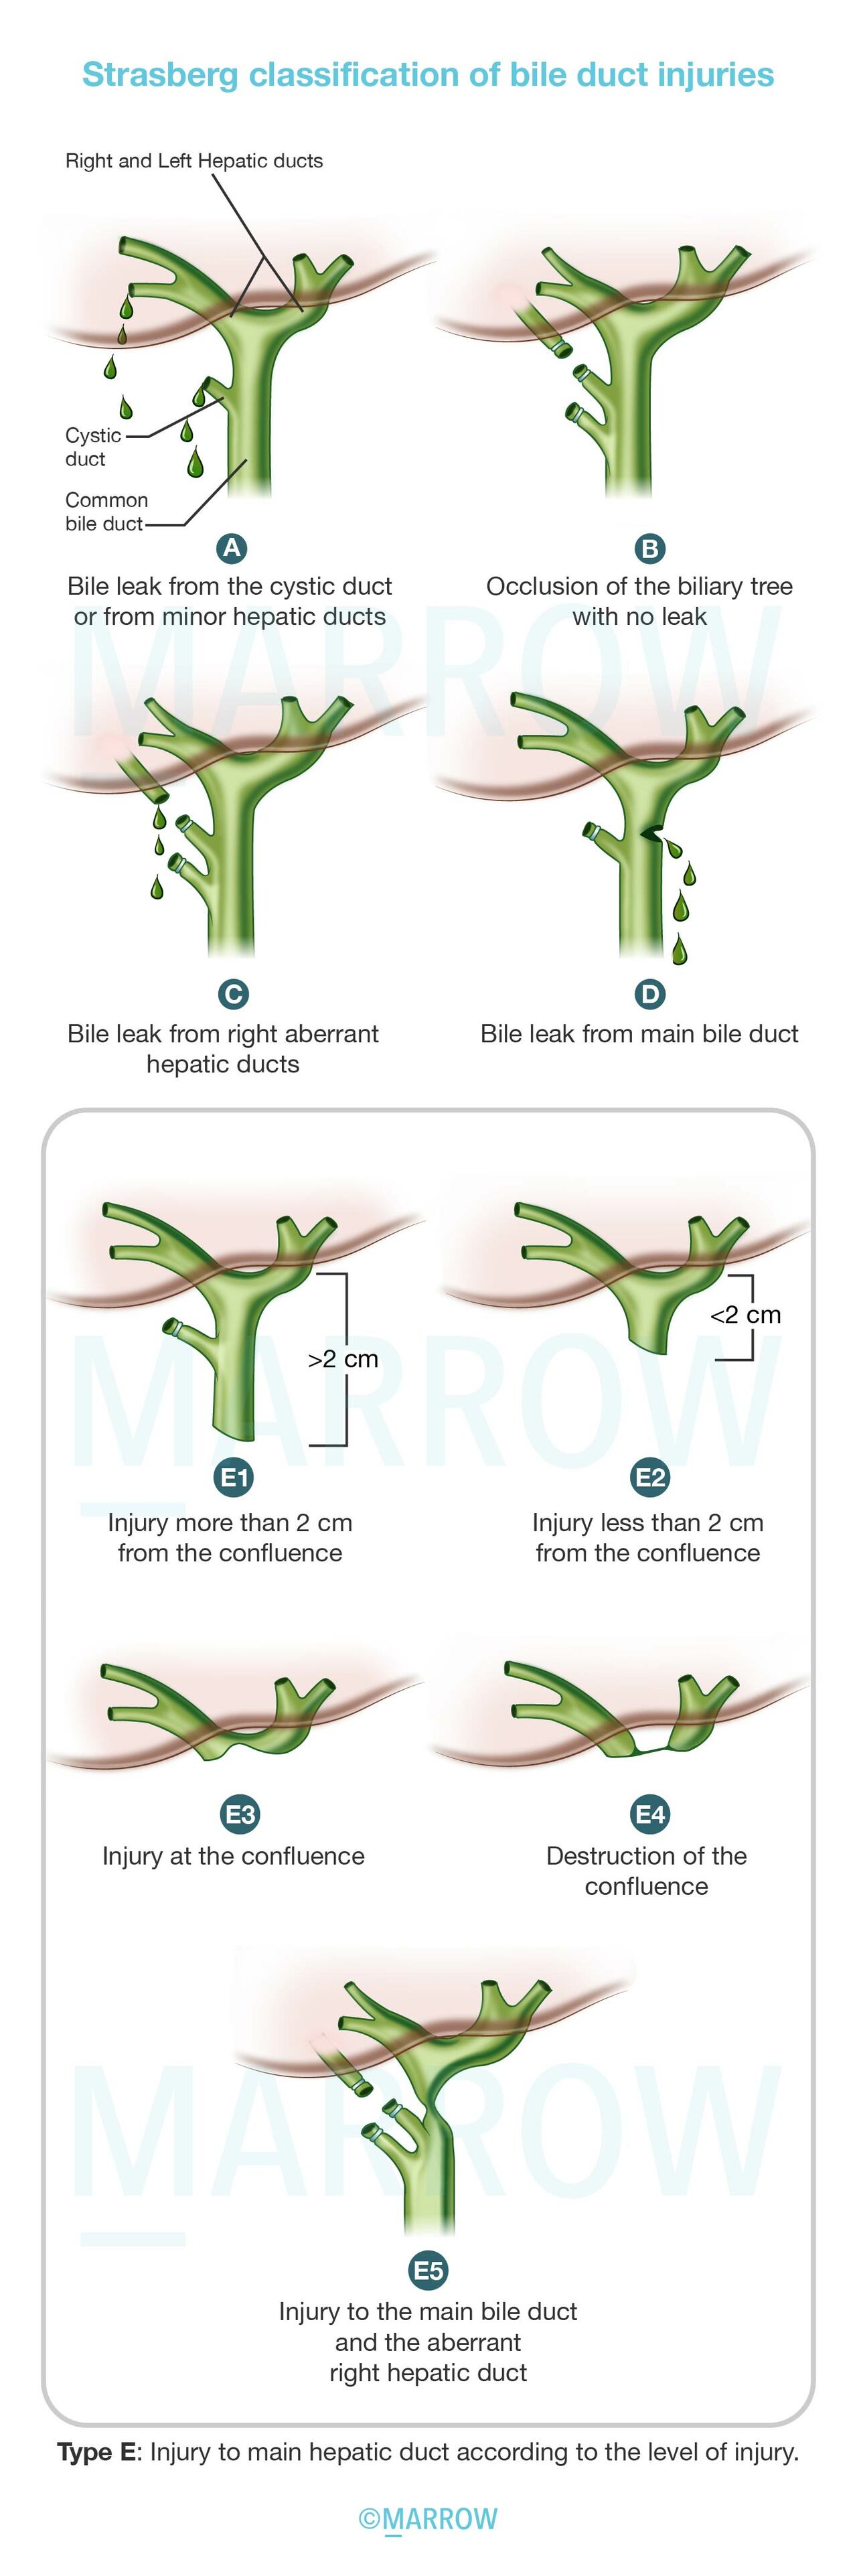 Strasberg classification of bile duct injuries
Right and Left Hepatic ducts
Cystic
duct
Common
bile duct
A
Bile leak from the cystic duct
or from minor hepatic ducts
B
Occlusion of the biliary tree
with no leak
MARROW
C
Bile leak from right aberrant
hepatic ducts
D
Bile leak from main bile duct
>2 cm
<2 cm
MARROW
E1
Injury more than 2 cm
from the confluence
E2
Injury less than 2 cm
from the confluence
E3
Injury at the confluence
E4
Destruction of the
confluence
MARROW
E5
Injury to the main bile duct
and the aberrant
right hepatic duct
Type E: Injury to main hepatic duct according to the level of injury.
©MARROW